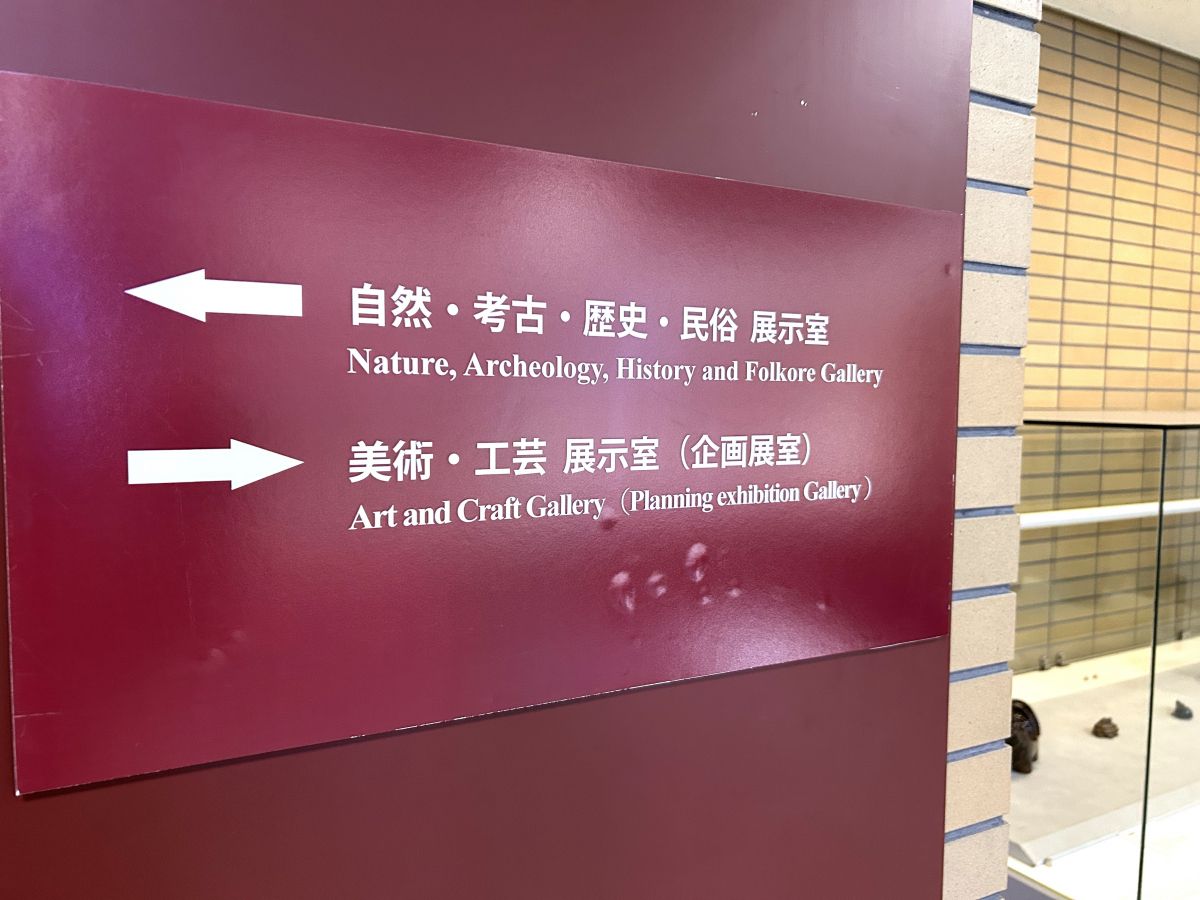 自然・考古・歴史・民俗 展示室
Nature, Archeology, History and Folkore Gallery
美術・工芸 展示室（企画展室）
Art and Craft Gallery（Planning exhibition Gallery）